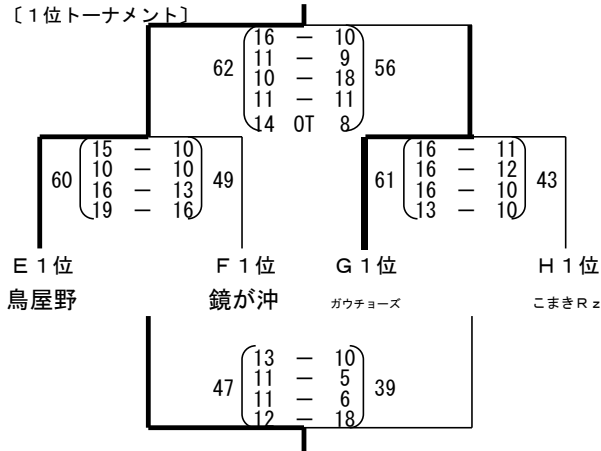 〔１位トーナメント〕
16 － 10
11 － 9
62 10 － 18 56
11 － 11
14 OT 8
15 － 10 16 － 11
10 － 10 16 － 12
60 16 － 13 49 61 16 － 10 43
19 － 16 13 － 10
Ｅ１位 Ｆ１位 Ｇ１位 Ｈ１位
鳥屋野 鏡が沖 ガウチョーズ こまきＲｚ
13 － 10
11 － 5
47 11 － 6 39
12 － 18